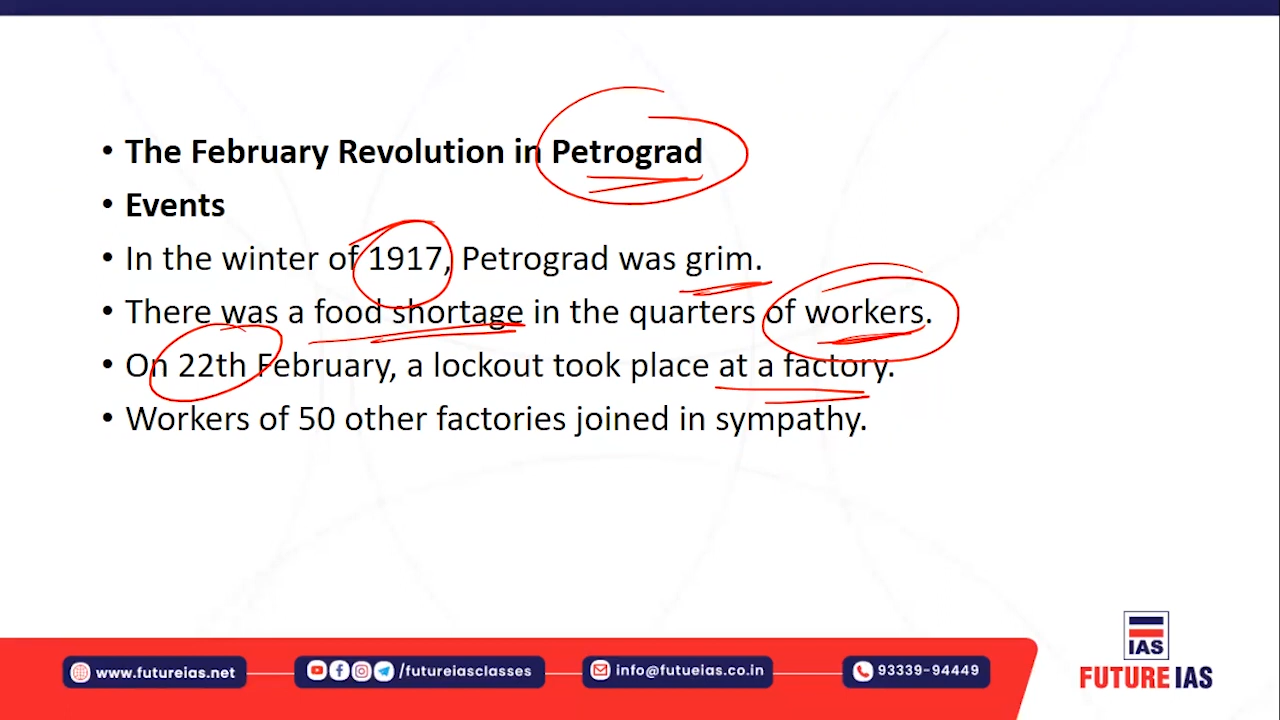 • The February Revolution in Petrograd
• Events
• In the winter of 1917, Petrograd was grim.
• There was a food shortage in the quarters of workers.
• On 22th February, a lockout took place at a factory.
• Workers of 50 other factories joined in sympathy.
IAS
FUTURE IAS
www.futureias.net
/futureiasclasses
info@futueias.co.in
93339-94449